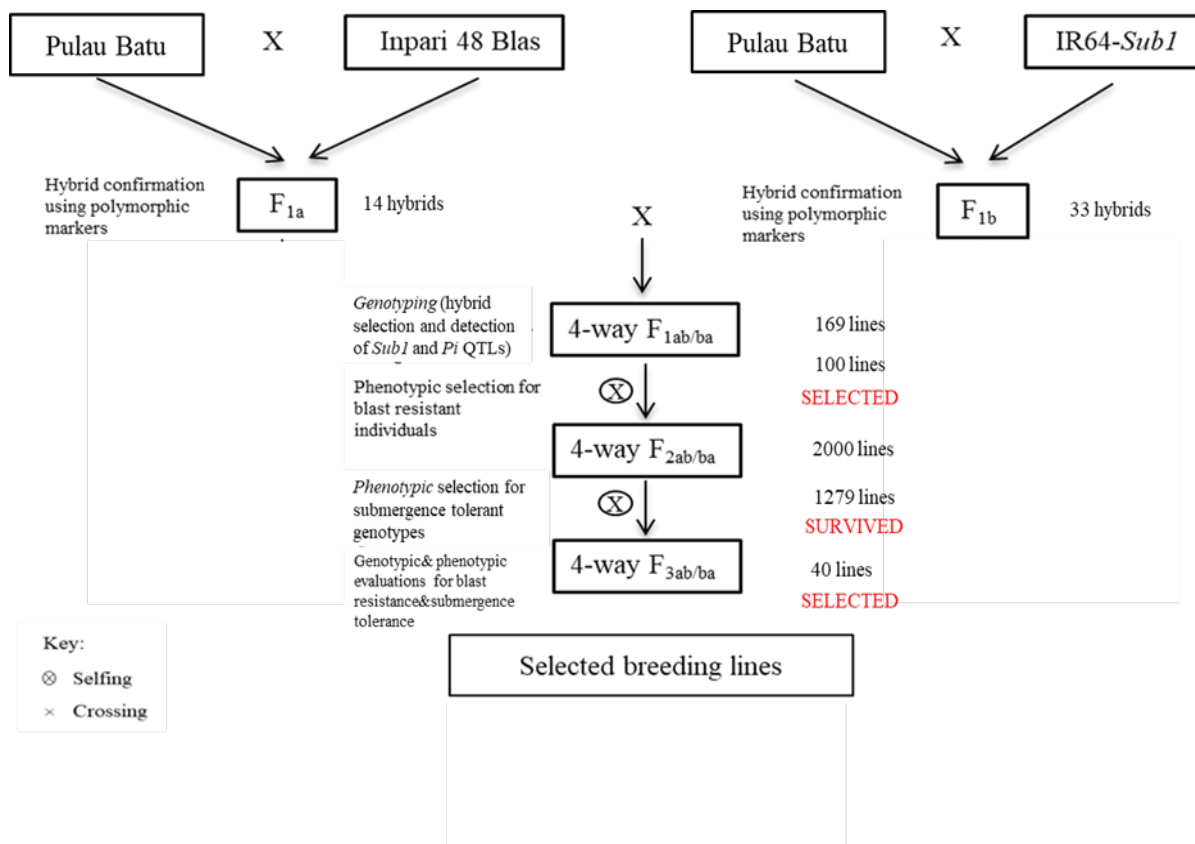 Pulau Batu
X
Inpari 48 Blas
Pulau Batu
X
IR64-Sub1
Hybrid confirmation
using polymorphic
markers
F1a
14 hybrids
X
Hybrid confirmation
using polymorphic
markers
F1b
33 hybrids
Genotyping (hybrid
selection and detection
of Sub1 and Pi QTLs)
4-way F1ab/ba
169 lines
100 lines
SELECTED
Phenotypic selection for
blast resistant
individuals
X
4-way F2ab/ba
2000 lines
Phenotypic selection for
submergence tolerant
genotypes
X
1279 lines
SURVIVED
Genotypic& phenotypic
evaluations for blast
resistance&submergence
tolerance
4-way F3ab/ba
40 lines
SELECTED
Key:
⊗ Selfing
× Crossing
Selected breeding lines